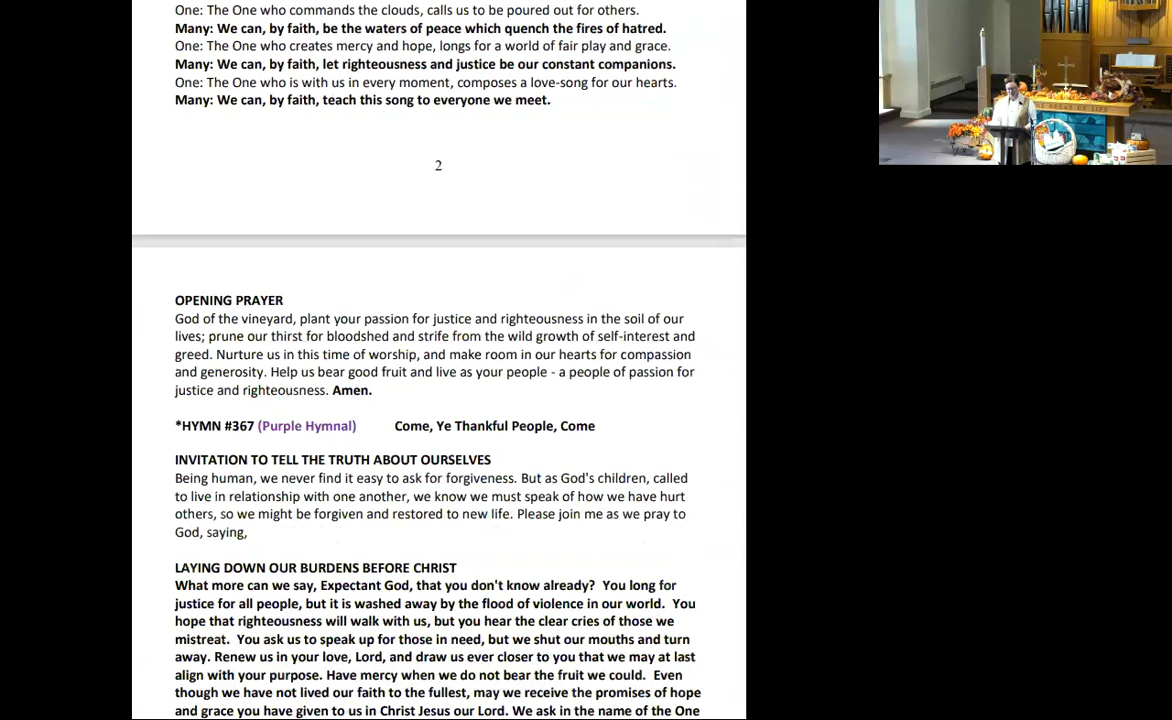 One: The One who commands the clouds, calls us to be poured out for others.
Many: We can, by faith, be the waters of peace which quench the fires of hatred.
One: The One who creates mercy and hope, longs for a world of fair play and grace.
Many: We can, by faith, let righteousness and justice be our constant companions.
One: The One who is with us in every moment, composes a love-song for our hearts.
Many: We can, by faith, teach this song to everyone we meet.
2
OPENING PRAYER
God of the vineyard, plant your passion for justice and righteousness in the soil of our
lives; prune our thirst for bloodshed and strife from the wild growth of self-interest and
greed. Nurture us in this time of worship, and make room in our hearts for compassion
and generosity. Help us bear good fruit and live as your people - a people of passion for
justice and righteousness. Amen.
*HYMN #367 (Purple Hymnal) Come, Ye Thankful People, Come
INVITATION TO TELL THE TRUTH ABOUT OURSELVES
Being human, we never find it easy to ask for forgiveness. But as God's children, called
to live in relationship with one another, we know we must speak of how we have hurt
others, so we might be forgiven and restored to new life. Please join me as we pray to
God, saying,
LAYING DOWN OUR BURDENS BEFORE CHRIST
What more can we say, Expectant God, that you don't know already? You long for
justice for all people, but it is washed away by the flood of violence in our world. You
hope that righteousness will walk with us, but you hear the clear cries of those we
mistreat. You ask us to speak up for those in need, but we shut our mouths and turn
away. Renew us in your love, Lord, and draw us ever closer to you that we may at last
align with your purpose. Have mercy when we do not bear the fruit we could. Even
though we have not lived our faith to the fullest, may we receive the promises of hope
and grace you have given to us in Christ Jesus our Lord. We ask in the name of the One
BREAD OF LIFE